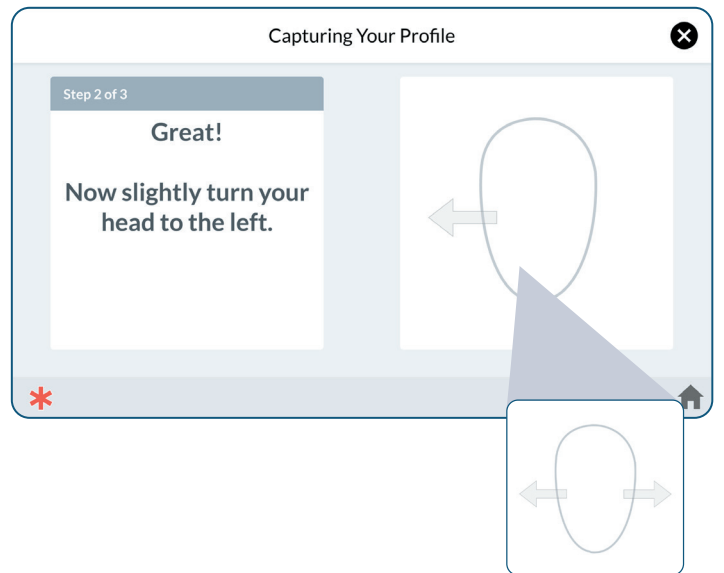 Capturing Your Profile
Step 2 of 3
Great!
Now slightly turn your
head to the left.